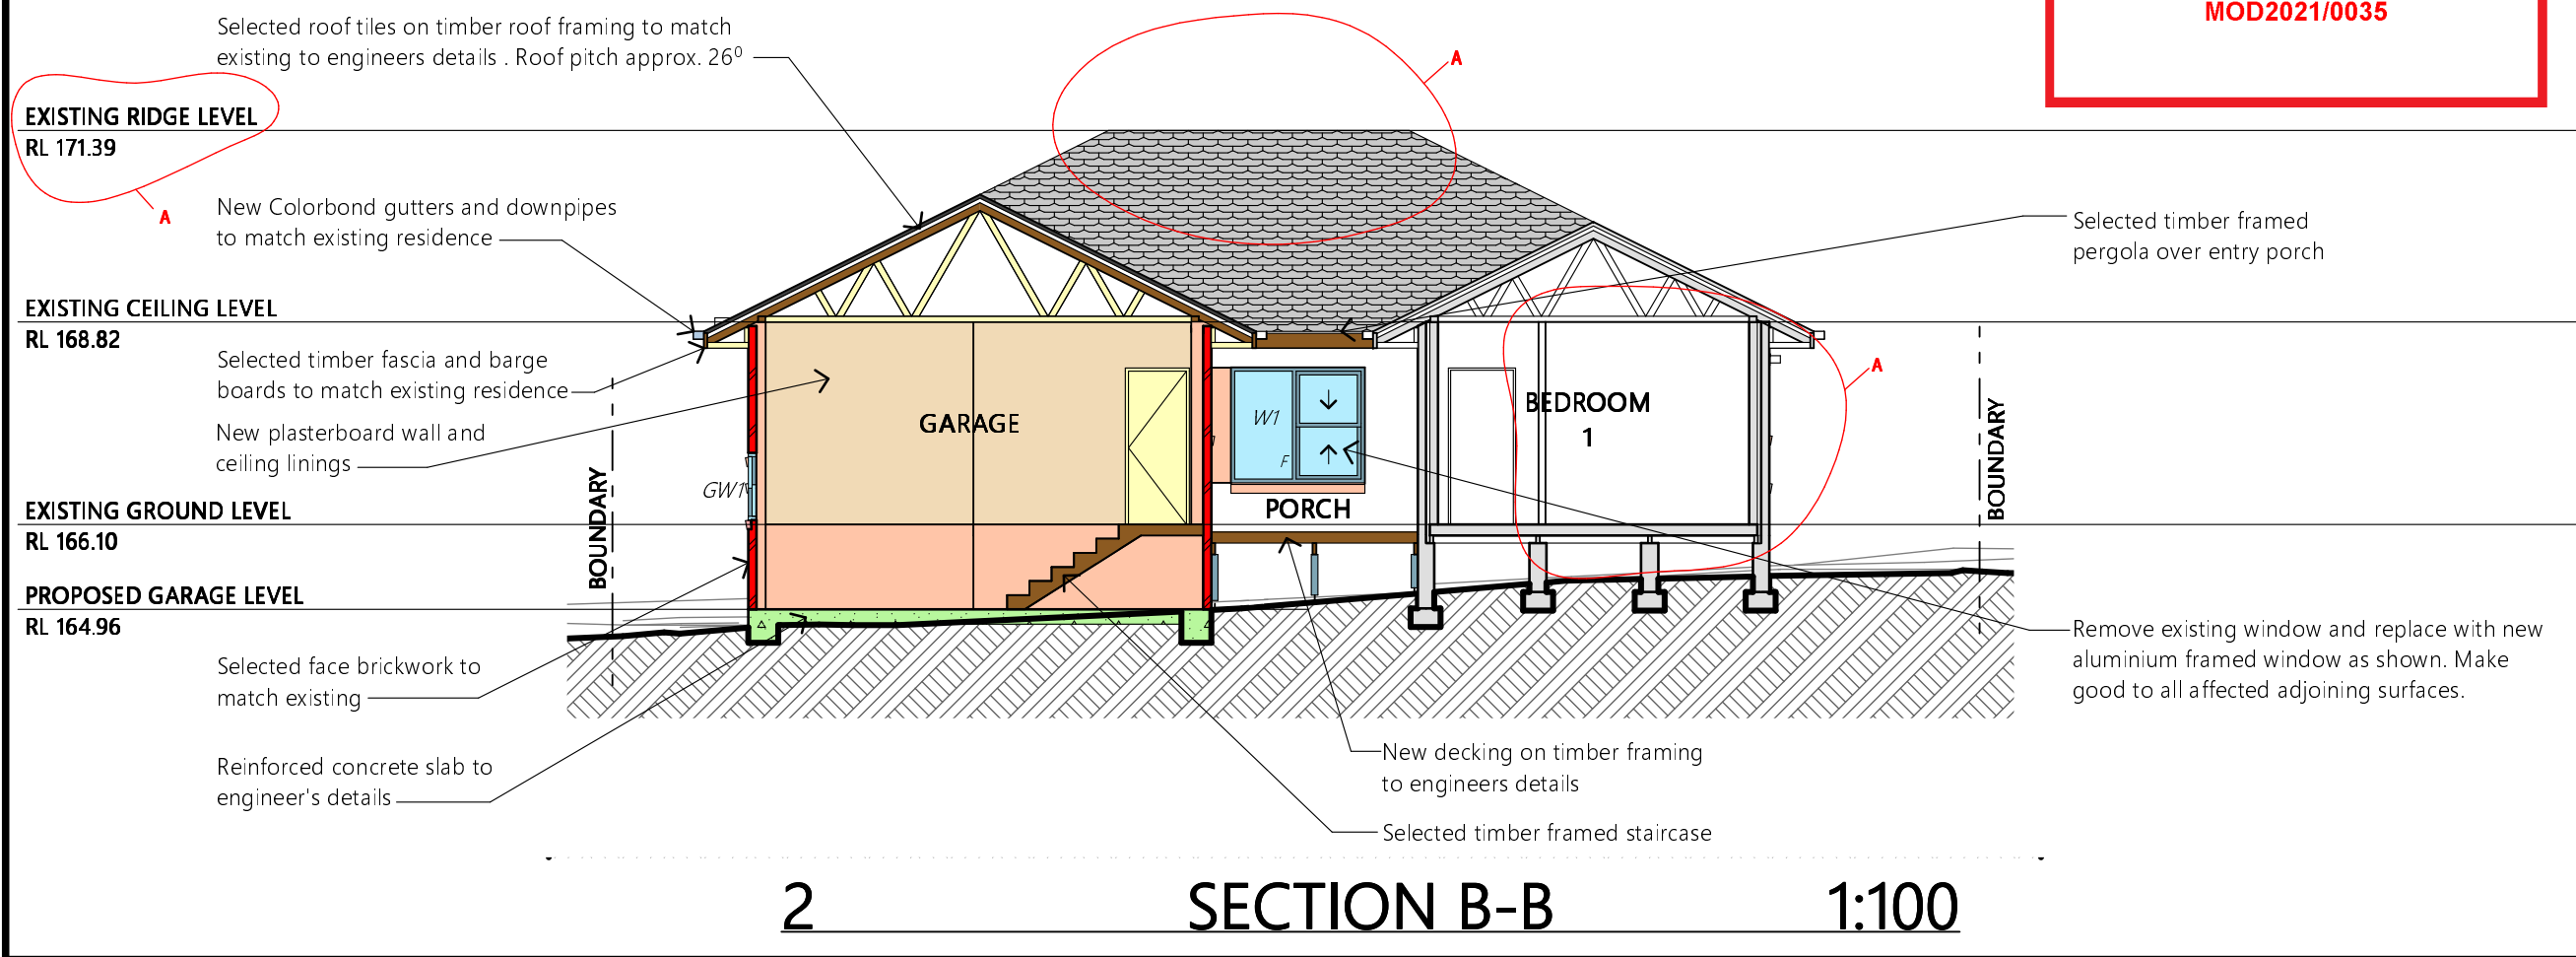 MOD2021/0035
Selected roof tiles on timber roof framing to match
existing to engineers details . Roof pitch approx. 26⁰
A
EXISTING RIDGE LEVEL
RL 171.39
A
New Colorbond gutters and downpipes
to match existing residence
Selected timber framed
pergola over entry porch
EXISTING CEILING LEVEL
RL 168.82
Selected timber fascia and barge
boards to match existing residence
A
New plasterboard wall and
ceiling linings
GARAGE
W1
F
BEDROOM
1
BOUNDARY
GW1
BOUNDARY
PORCH
EXISTING GROUND LEVEL
RL 166.10
PROPOSED GARAGE LEVEL
RL 164.96
Selected face brickwork to
match existing
Remove existing window and replace with new
aluminium framed window as shown. Make
good to all affected adjoining surfaces.
Reinforced concrete slab to
engineer's details
New decking on timber framing
to engineers details
Selected timber framed staircase
2 SECTION B-B 1:100